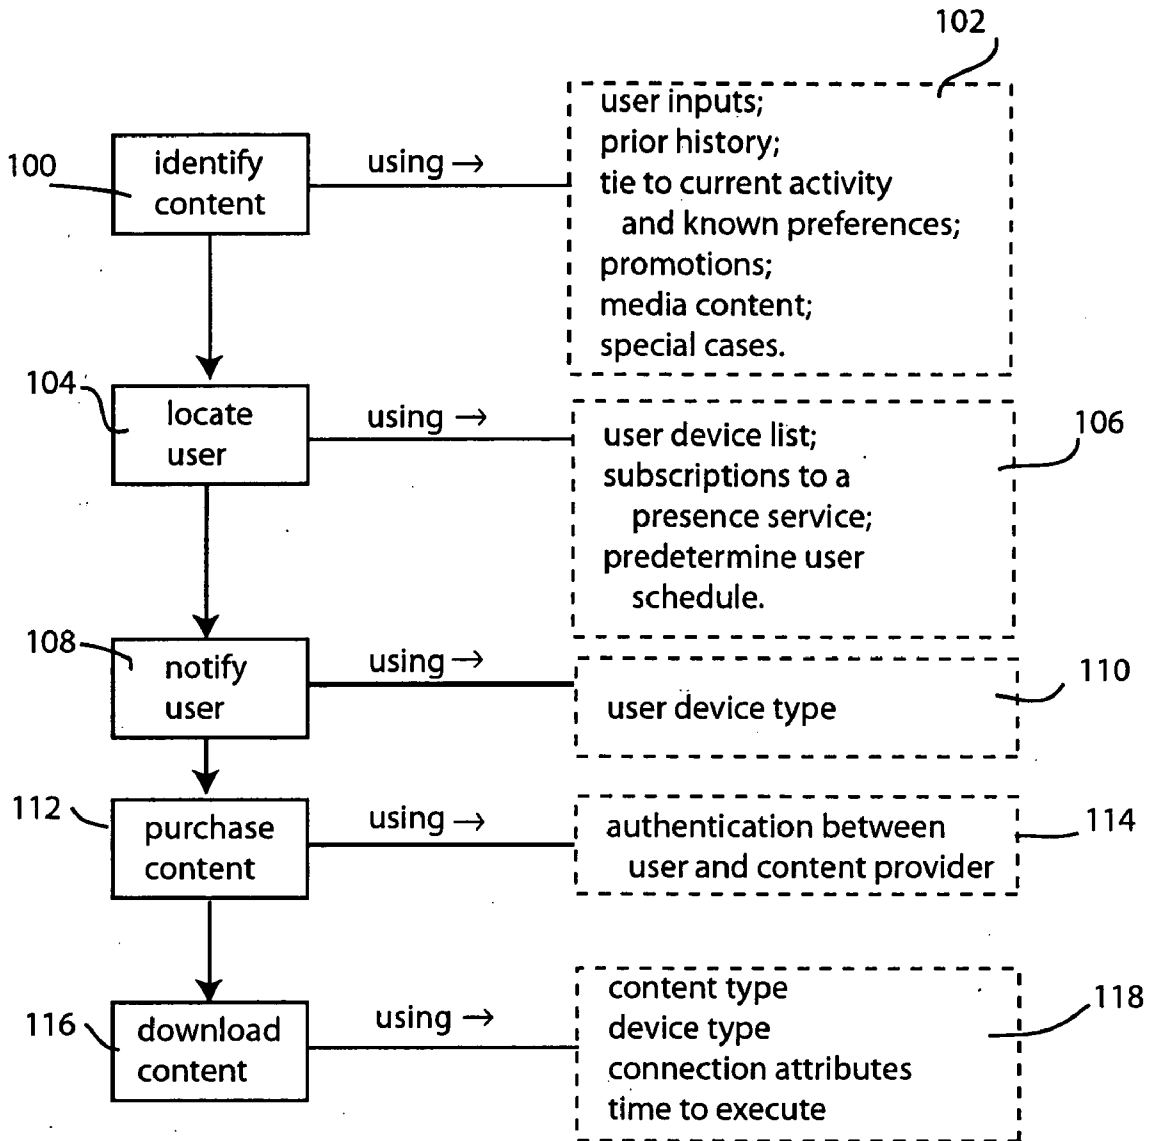 102
user inputs;
prior history;
tie to current activity
and known preferences;
promotions;
media content;
special cases.
100
identify
content
using →
104
locate
user
using →
user device list;
subscriptions to a
presence service;
predetermine user
schedule.
106
108
notify
user
using →
user device type
110
112
purchase
content
using →
authentication between
user and content provider
114
116
download
content
using →
content type
device type
connection attributes
time to execute
118